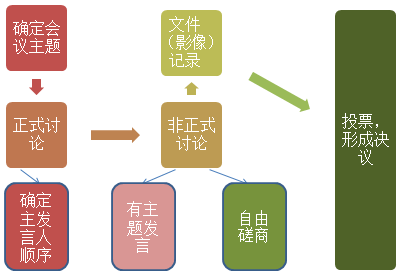 确定会
议主题
正式讨
论
确定
主发
言人
顺序
文件
（影像）
记录
非正式
讨论
有主
题发
言
自由
磋商
投票，
形成决
议